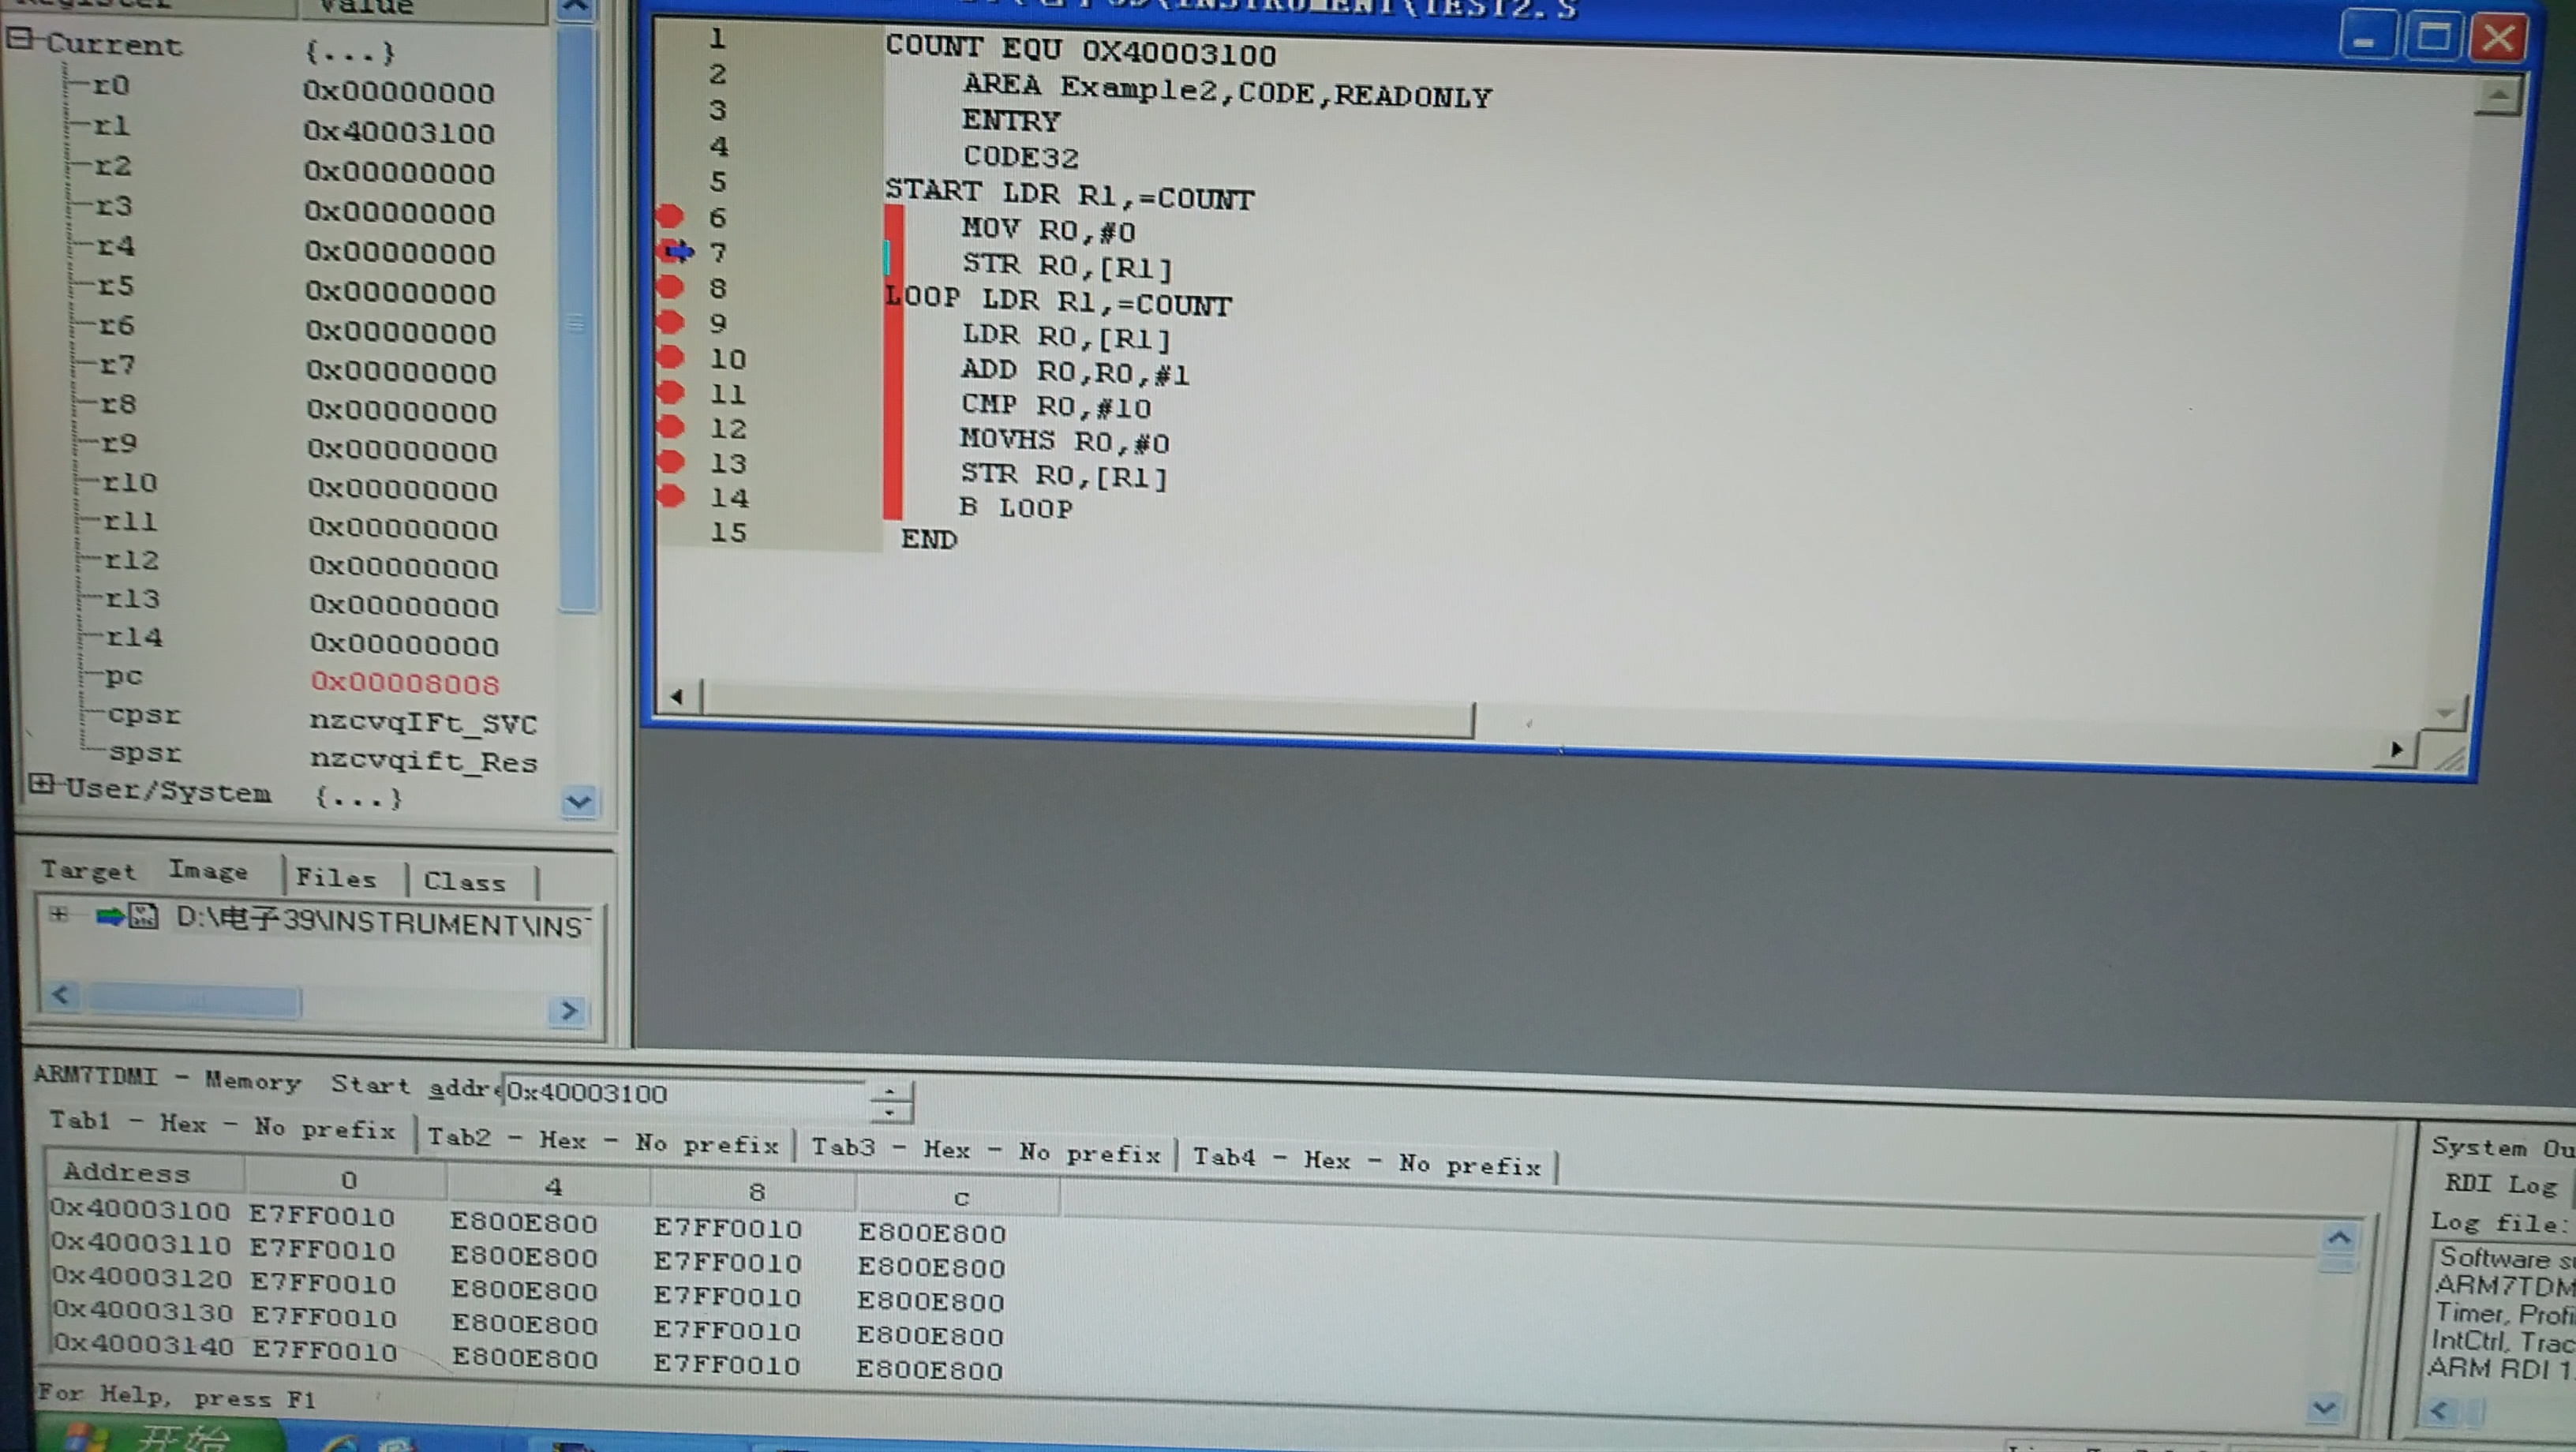 Register Value
Current {...}
r0 0x00000000
r1 0x40003100
r2 0x00000000
r3 0x00000000
r4 0x00000000
r5 0x00000000
r6 0x00000000
r7 0x00000000
r8 0x00000000
r9 0x00000000
r10 0x00000000
r11 0x00000000
r12 0x00000000
r13 0x00000000
r14 0x00000000
pc 0x00008008
cpsr nzcvqIFt_SVC
spsr nzcvqift_Res
User/System {...}
Target Image Files Class
D:\电子39\INSTRUMENT\INS
\INSTRUMENT\TEST2.S
1 COUNT EQU 0X40003100
2 AREA Example2,CODE,READONLY
3 ENTRY
4 CODE32
5 START LDR R1,=COUNT
6 MOV R0,#0
7 STR R0,[R1]
8 LOOP LDR R1,=COUNT
9 LDR R0,[R1]
10 ADD R0,R0,#1
11 CMP R0,#10
12 MOVHS R0,#0
13 STR R0,[R1]
14 B LOOP
15 END
ARM7TDMI - Memory Start addre 0x40003100
Tab1 - Hex - No prefix Tab2 - Hex - No prefix Tab3 - Hex - No prefix Tab4 - Hex - No prefix
Address 0 4 8 c
0x40003100 E7FF0010 E800E800 E7FF0010 E800E800
0x40003110 E7FF0010 E800E800 E7FF0010 E800E800
0x40003120 E7FF0010 E800E800 E7FF0010 E800E800
0x40003130 E7FF0010 E800E800 E7FF0010 E800E800
0x40003140 E7FF0010 E800E800 E7FF0010 E800E800
System Ou
RDI Log
Log file:
Software s
ARM7TDM
Timer, Profi
IntCtrl, Trac
ARM RDI 1.
For Help, press F1
开始